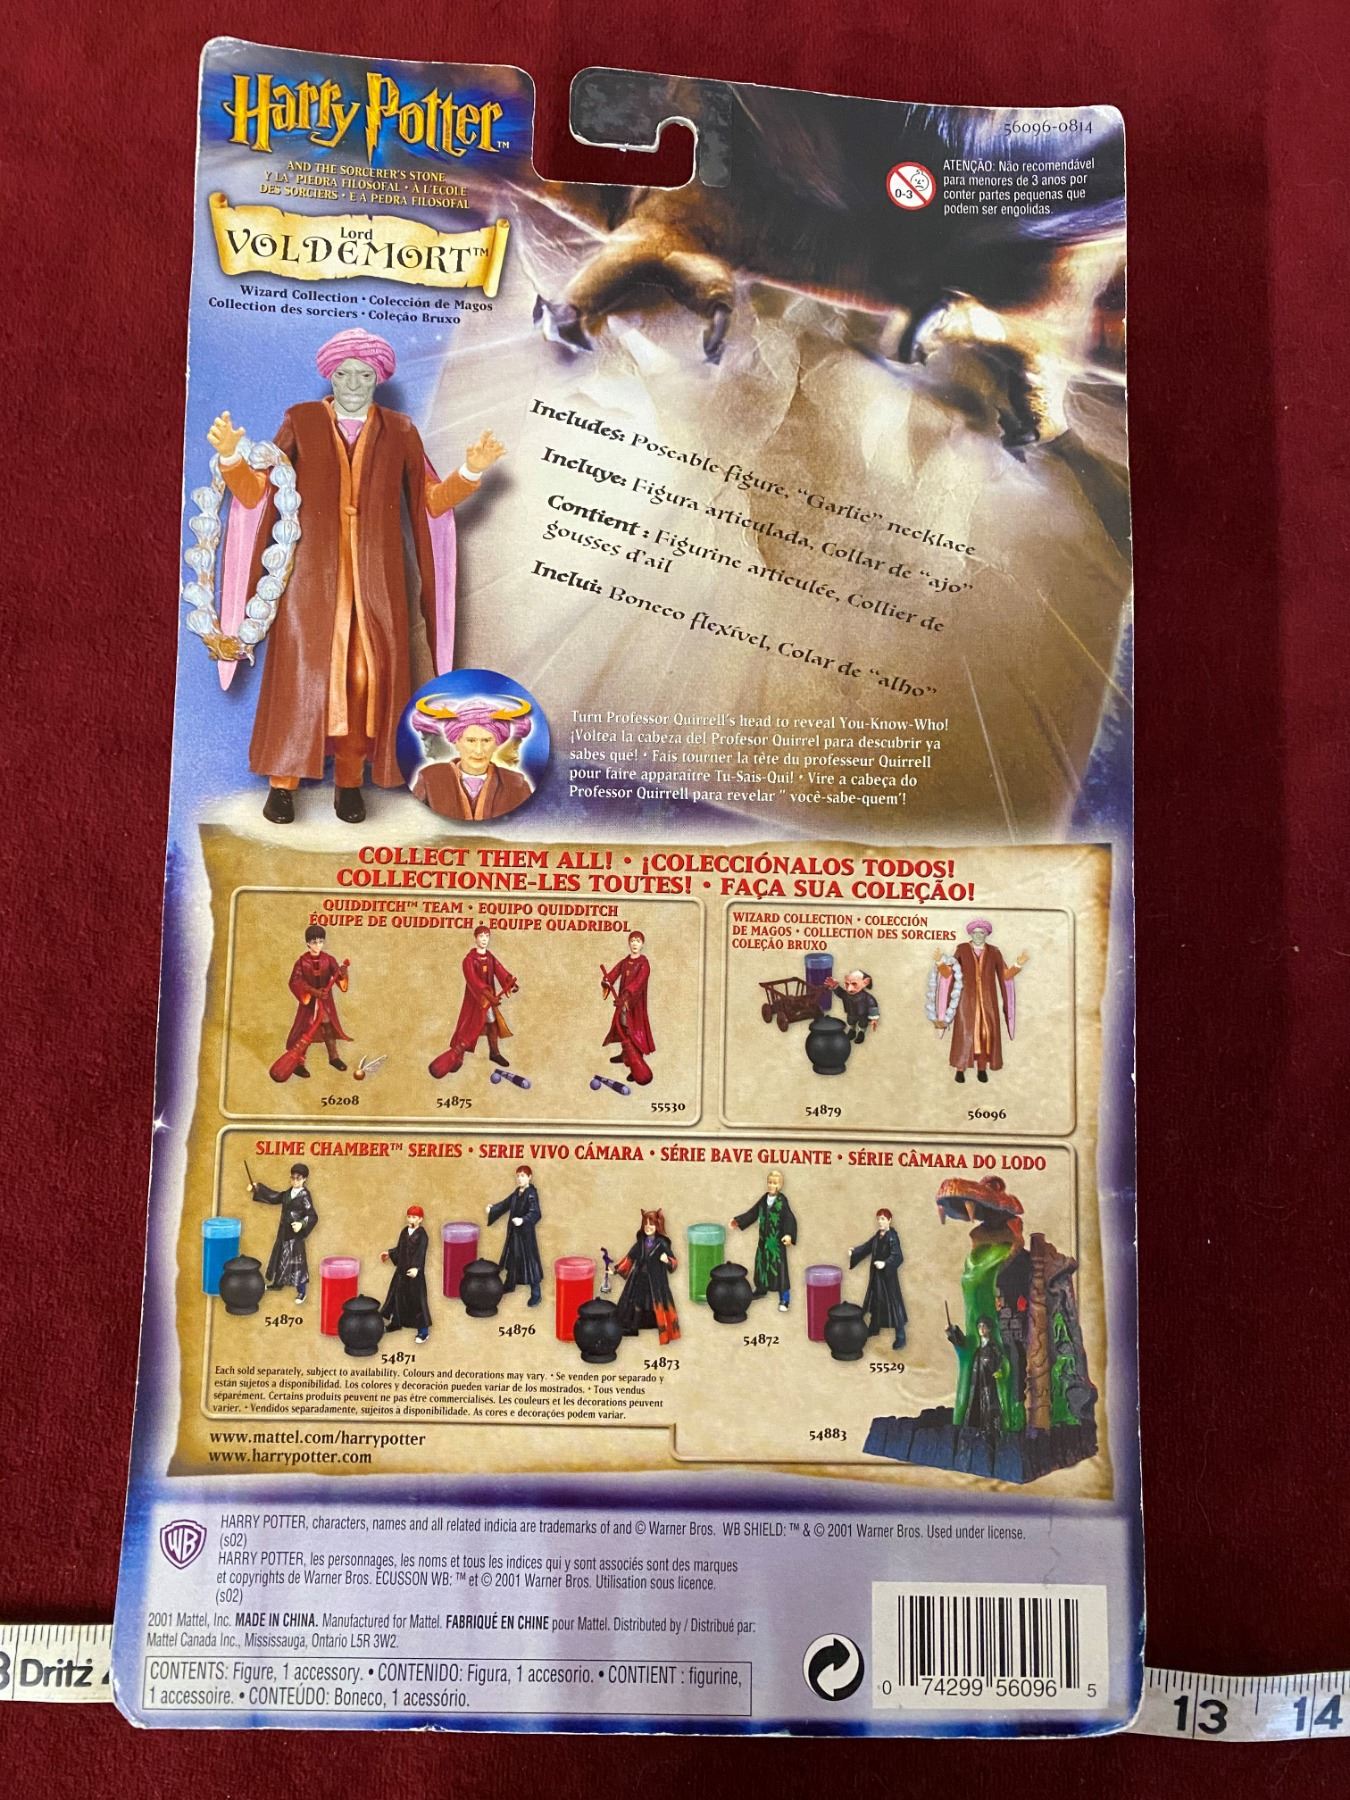 Harry Potter™
AND THE SORCERER'S STONE
Y LA PIEDRA FILOSOFAL • À L'ÉCOLE
DES SORCIERS • E A PEDRA FILOSOFAL
Lord
VOLDEMORT™
Wizard Collection • Colección de Magos
Collection des sorciers • Coleção Bruxo
56096-0814
0-3
ATENÇÃO: Não recomendável
para menores de 3 anos por
conter partes pequenas que
podem ser engolidas.
Includes: Poseable figure, "Garlic" necklace
Incluye: Figura articulada, Collar de "ajo"
Contient : Figurine articulée, Collier de
gousses d'ail
Inclui: Boneco flexível, Colar de "alho"
Turn Professor Quirrell's head to reveal You-Know-Who!
¡Voltea la cabeza del Profesor Quirrel para descubrir ya
sabes qué! • Fais tourner la tête du professeur Quirrell
pour faire apparaître Tu-Sais-Qui! • Vire a cabeça do
Professor Quirrell para revelar " você-sabe-quem'!
COLLECT THEM ALL! • ¡COLECCIÓNALOS TODOS!
COLLECTIONNE-LES TOUTES! • FAÇA SUA COLEÇÃO!
QUIDDITCH™ TEAM • EQUIPO QUIDDITCH
ÉQUIPE DE QUIDDITCH • EQUIPE QUADRIBOL
56208
54875
55530
WIZARD COLLECTION • COLECCIÓN
DE MAGOS • COLLECTION DES SORCIERS
COLEÇÃO BRUXO
54879
56096
SLIME CHAMBER™ SERIES • SERIE VIVO CÁMARA • SÉRIE BAVE GLUANTE • SÉRIE CÂMARA DO LODO
54870
54871
54876
54873
54872
55529
54883
Each sold separately, subject to availability. Colours and decorations may vary. • Se venden por separado y
están sujetos a disponibilidad. Los colores y decoración pueden variar de los mostrados. • Tous vendus
séparément. Certains produits peuvent ne pas être commercialisés. Les couleurs et les décorations peuvent
varier. • Vendidos separadamente, sujeitos à disponibilidade. As cores e decorações podem variar.
www.mattel.com/harrypotter
www.harrypotter.com
WB
HARRY POTTER, characters, names and all related indicia are trademarks of and © Warner Bros. WB SHIELD: ™ & © 2001 Warner Bros. Used under license.
(s02)
HARRY POTTER, les personnages, les noms et tous les indices qui y sont associés sont des marques
et copyrights de Warner Bros. ÉCUSSON WB: ™ et © 2001 Warner Bros. Utilisation sous licence.
(s02)
2001 Mattel, Inc. MADE IN CHINA. Manufactured for Mattel. FABRIQUÉ EN CHINE pour Mattel. Distributed by / Distribué par:
Mattel Canada Inc., Mississauga, Ontario L5R 3W2.
CONTENTS: Figure, 1 accessory. • CONTENIDO: Figura, 1 accesorio. • CONTIENT : figurine,
1 accessoire. • CONTEÚDO: Boneco, 1 acessório.
0 74299 56096 5
Dritz
13 14